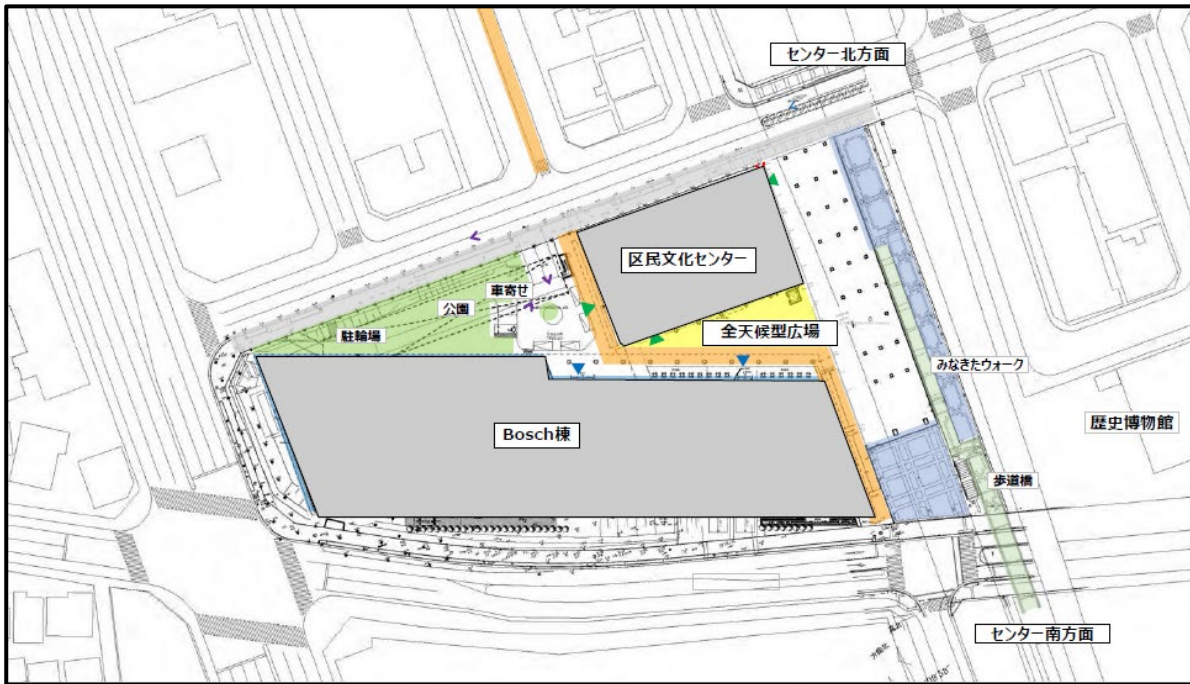 センター北方面
区民文化センター
車寄せ
公園
全天候型広場
駐輪場
みなきたウォーク
歴史博物館
Bosch棟
歩道橋
センター南方面